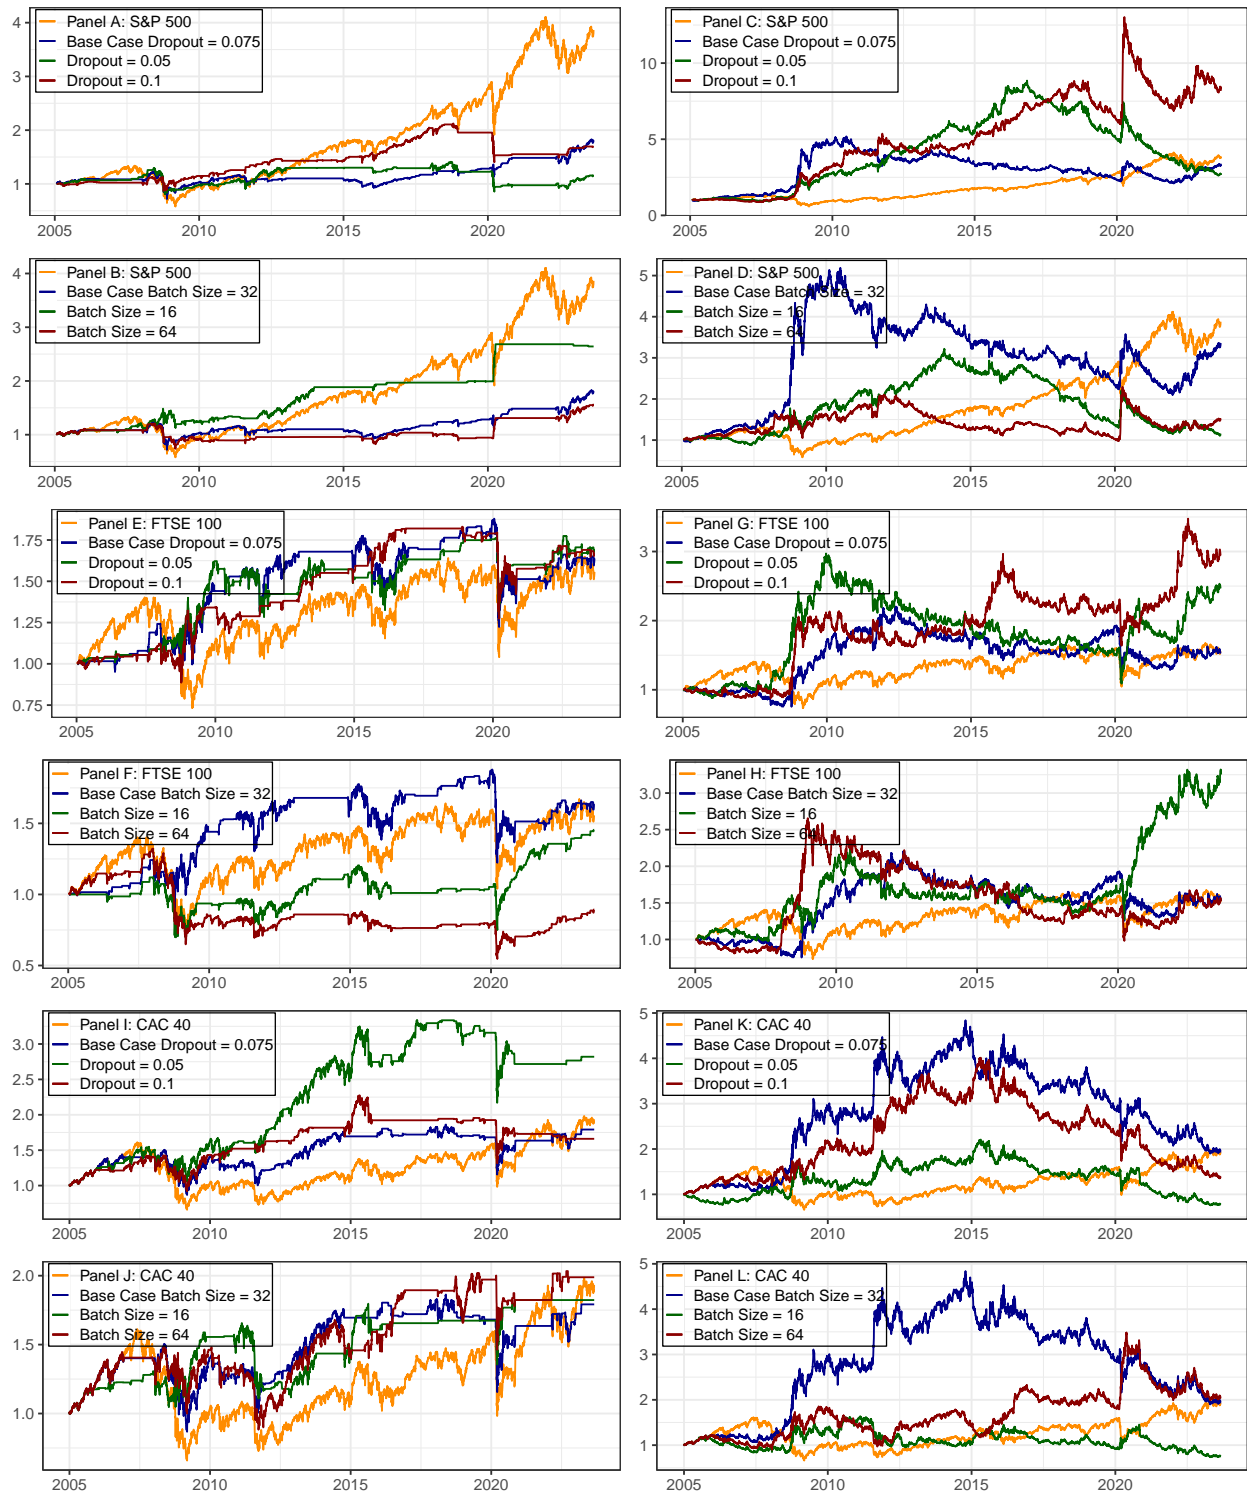 Panel A: S&P 500
Base Case Dropout = 0.075
Dropout = 0.05
Dropout = 0.1
4
3
2
1
2005 2010 2015 2020
Panel C: S&P 500
Base Case Dropout = 0.075
Dropout = 0.05
Dropout = 0.1
10
5
0
2005 2010 2015 2020
Panel B: S&P 500
Base Case Batch Size = 32
Batch Size = 16
Batch Size = 64
4
3
2
1
2005 2010 2015 2020
Panel D: S&P 500
Base Case Batch Size = 32
Batch Size = 16
Batch Size = 64
5
4
3
2
1
2005 2010 2015 2020
Panel E: FTSE 100
Base Case Dropout = 0.075
Dropout = 0.05
Dropout = 0.1
1.75
1.50
1.25
1.00
0.75
2005 2010 2015 2020
Panel G: FTSE 100
Base Case Dropout = 0.075
Dropout = 0.05
Dropout = 0.1
3
2
1
2005 2010 2015 2020
Panel F: FTSE 100
Base Case Batch Size = 32
Batch Size = 16
Batch Size = 64
1.5
1.0
0.5
2005 2010 2015 2020
Panel H: FTSE 100
Base Case Batch Size = 32
Batch Size = 16
Batch Size = 64
3.0
2.5
2.0
1.5
1.0
2005 2010 2015 2020
Panel I: CAC 40
Base Case Dropout = 0.075
Dropout = 0.05
Dropout = 0.1
3.0
2.5
2.0
1.5
1.0
2005 2010 2015 2020
Panel K: CAC 40
Base Case Dropout = 0.075
Dropout = 0.05
Dropout = 0.1
5
4
3
2
1
2005 2010 2015 2020
Panel J: CAC 40
Base Case Batch Size = 32
Batch Size = 16
Batch Size = 64
2.0
1.5
1.0
2005 2010 2015 2020
Panel L: CAC 40
Base Case Batch Size = 32
Batch Size = 16
Batch Size = 64
5
4
3
2
1
2005 2010 2015 2020